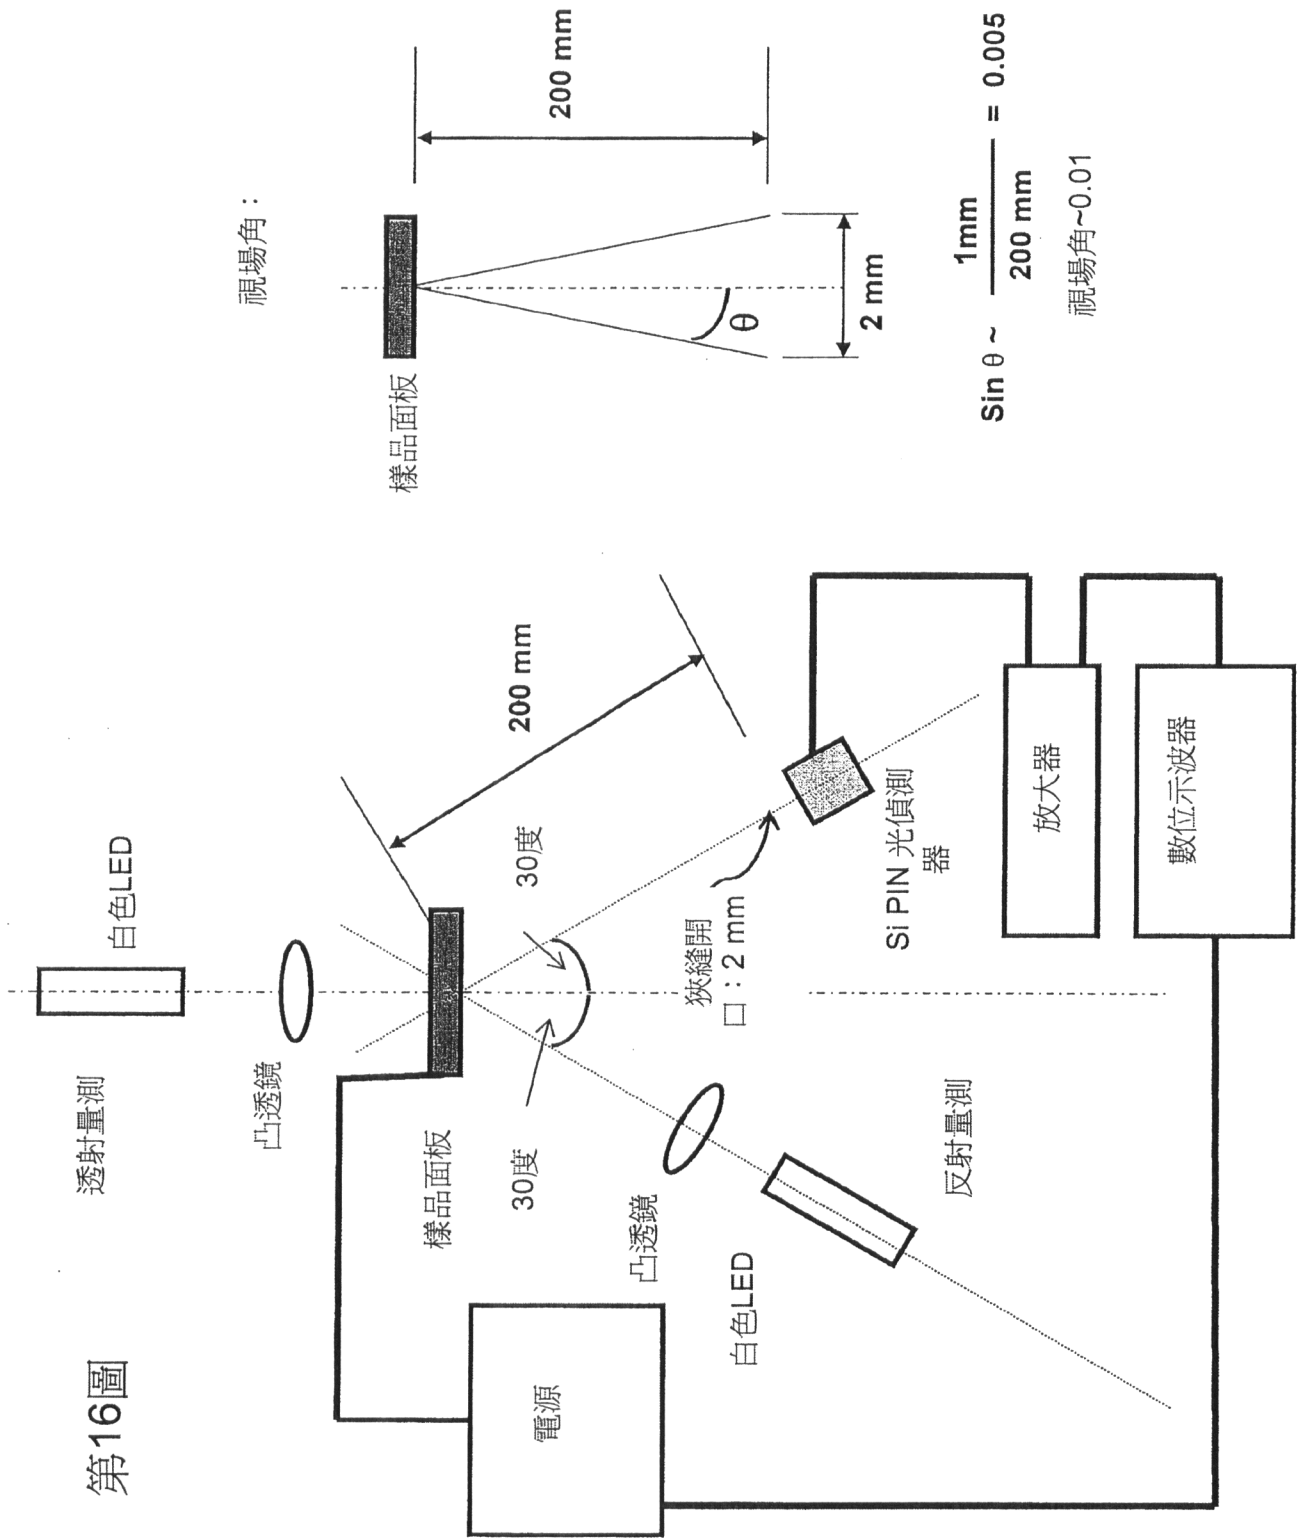 第16圖
透射量測
白色LED
凸透鏡
樣品面板
30度
30度
200 mm
電源
凸透鏡
白色LED
狹縫開
口：2 mm
Si PIN 光偵測
器
反射量測
放大器
數位示波器
視場角：
樣品面板
200 mm
θ
2 mm
Sin θ ~ 1mm / 200 mm = 0.005
視場角~0.01